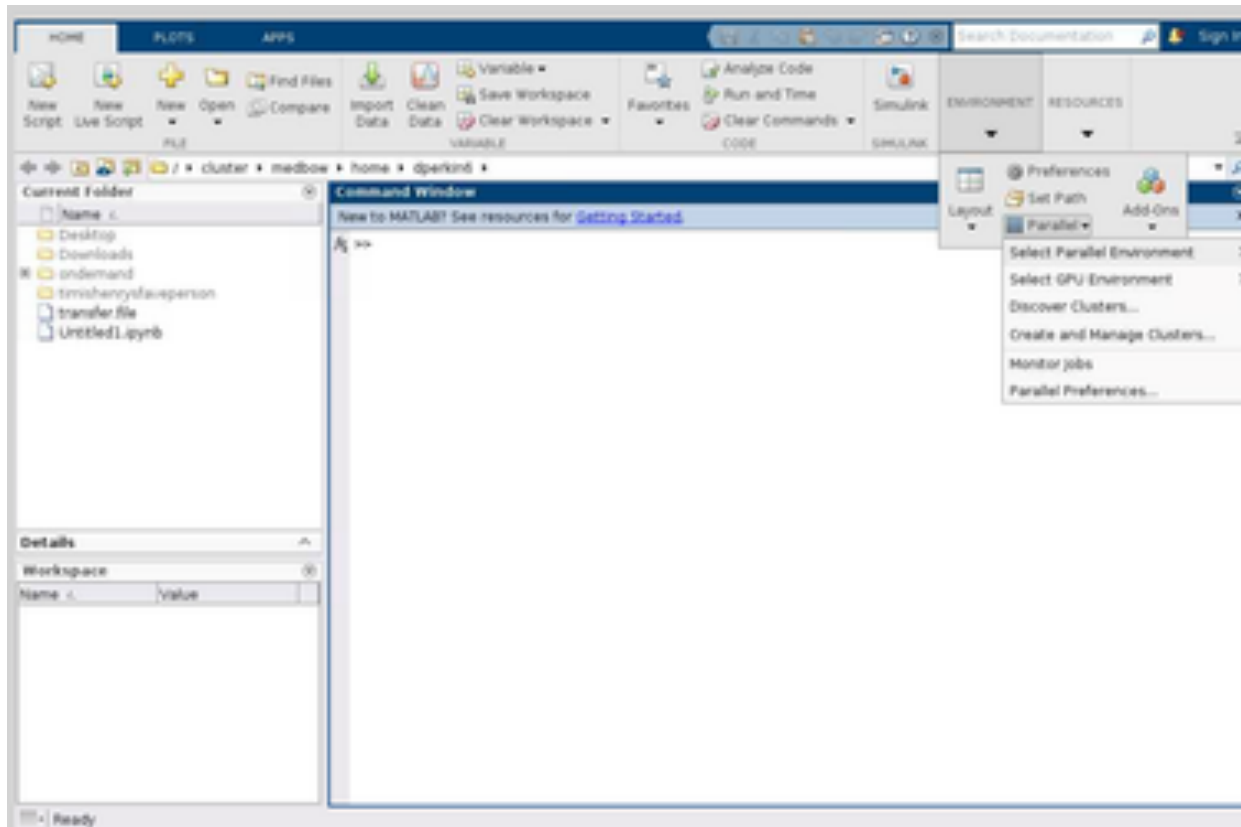 HOME PLOTS APPS Search Documentation Sign In
New Script New Live Script New Open Find Files Compare Import Data Clean Data Variable Save Workspace Clear Workspace Favorites Analyze Code Run and Time Clear Commands Simulink ENVIRONMENT RESOURCES
FILE VARIABLE CODE SIMULINK
/ cluster medbow home dperkin6
Current Folder
Name
Desktop
Downloads
ondemand
transfer.file
Untitled1.ipynb
Details
Workspace
Name Value
Command Window
New to MATLAB? See resources for Getting Started.
fx >>
Layout Preferences Set Path Parallel Add-Ons
Select Parallel Environment
Select GPU Environment
Discover Clusters...
Create and Manage Clusters...
Monitor Jobs
Parallel Preferences...
Ready